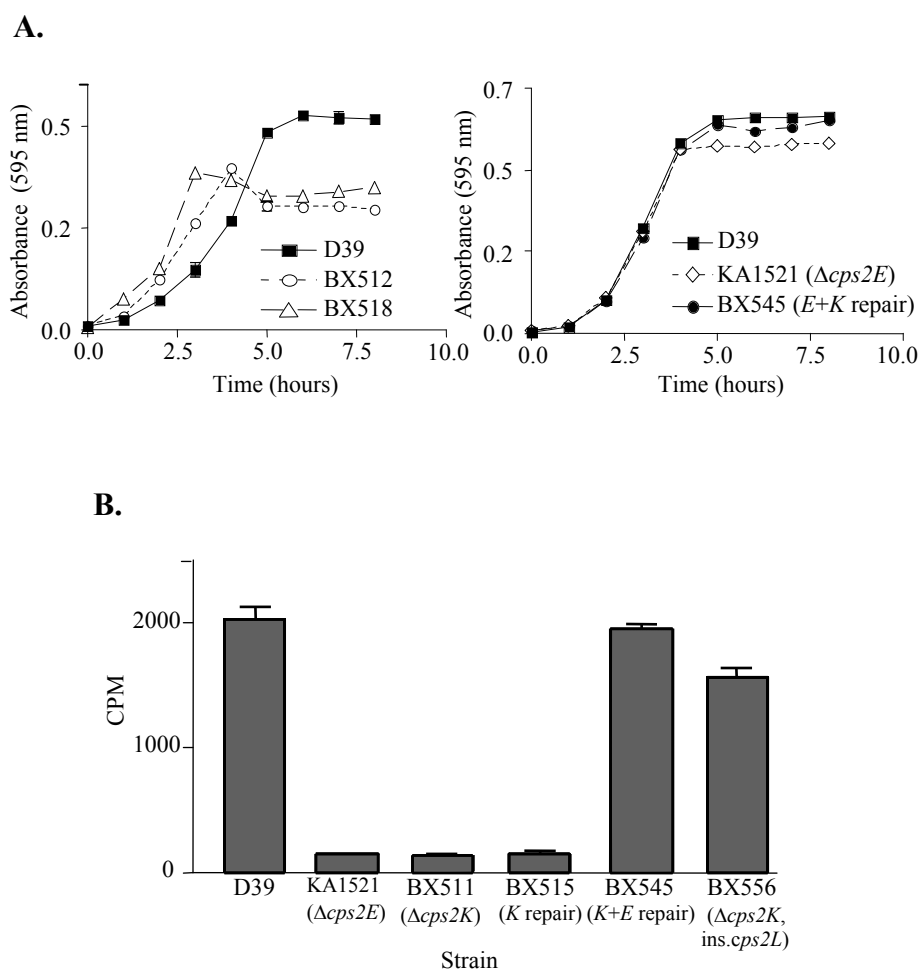 A.
Absorbance (595 nm)
0.5
0.2
0.0
0.0
2.5
5.0
7.5
10.0
Time (hours)
D39
BX512
BX518
Absorbance (595 nm)
0.7
0.5
0.2
0.0
0.0
2.5
5.0
7.5
10.0
Time (hours)
D39
KA1521 (Δcps2E)
BX545 (E+K repair)
B.
CPM
2000
1000
0
D39
KA1521
(Δcps2E)
BX511
(Δcps2K)
BX515
(K repair)
BX545
(K+E repair)
BX556
(Δcps2K,
ins.cps2L)
Strain